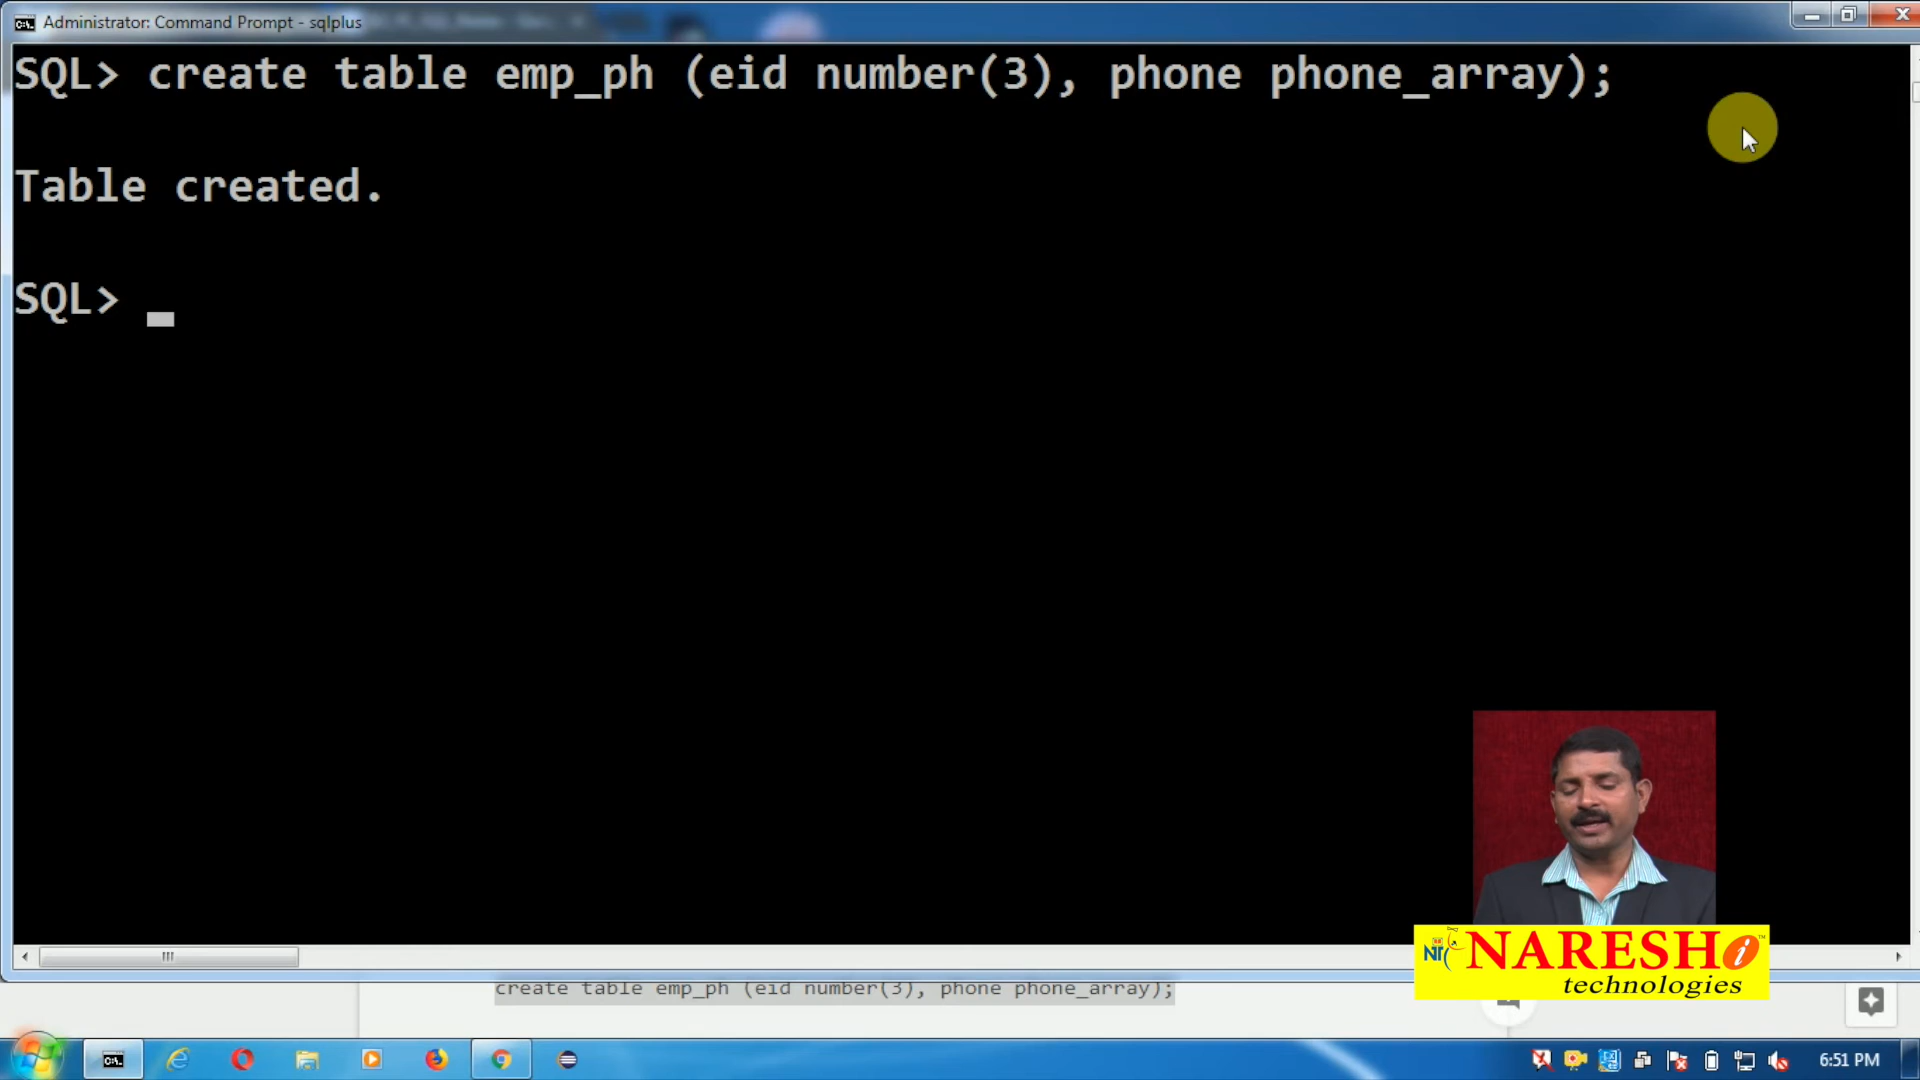 Administrator: Command Prompt - sqlplus
SQL> create table emp_ph (eid number(3), phone phone_array);
Table created.
SQL>
NARESH i
technologies
create table emp_ph (eid number(3), phone phone_array);
6:51 PM